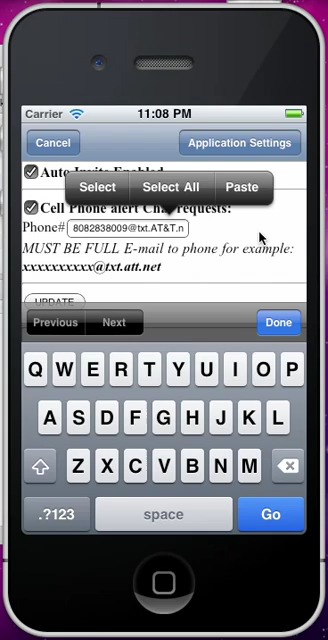 Carrier 11:08 PM
Cancel Application Settings
Auto Invite Enabled
Select Select All Paste
Cell Phone alert Chat requests:
Phone# 8082838009@txt.AT&T.n
MUST BE FULL E-mail to phone for example:
xxxxxxxxxx@txt.att.net
UPDATE
Previous Next Done
Q W E R T Y U I O P
A S D F G H J K L
Z X C V B N M
.?123 space Go